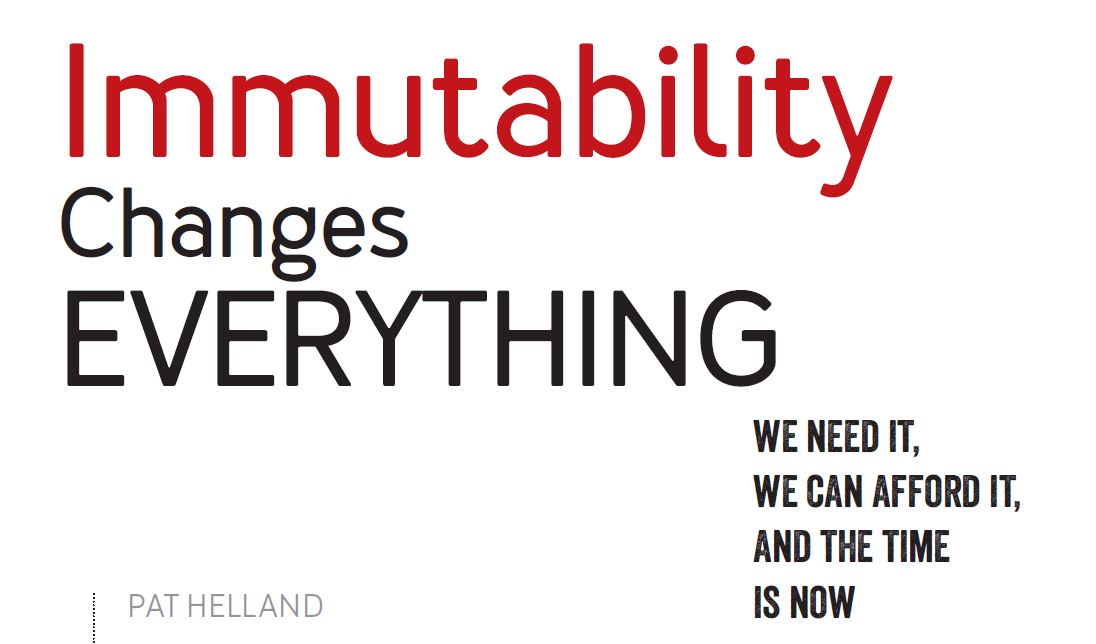 Immutability
Changes
EVERYTHING
WE NEED IT,
WE CAN AFFORD IT,
AND THE TIME
IS NOW
PAT HELLAND